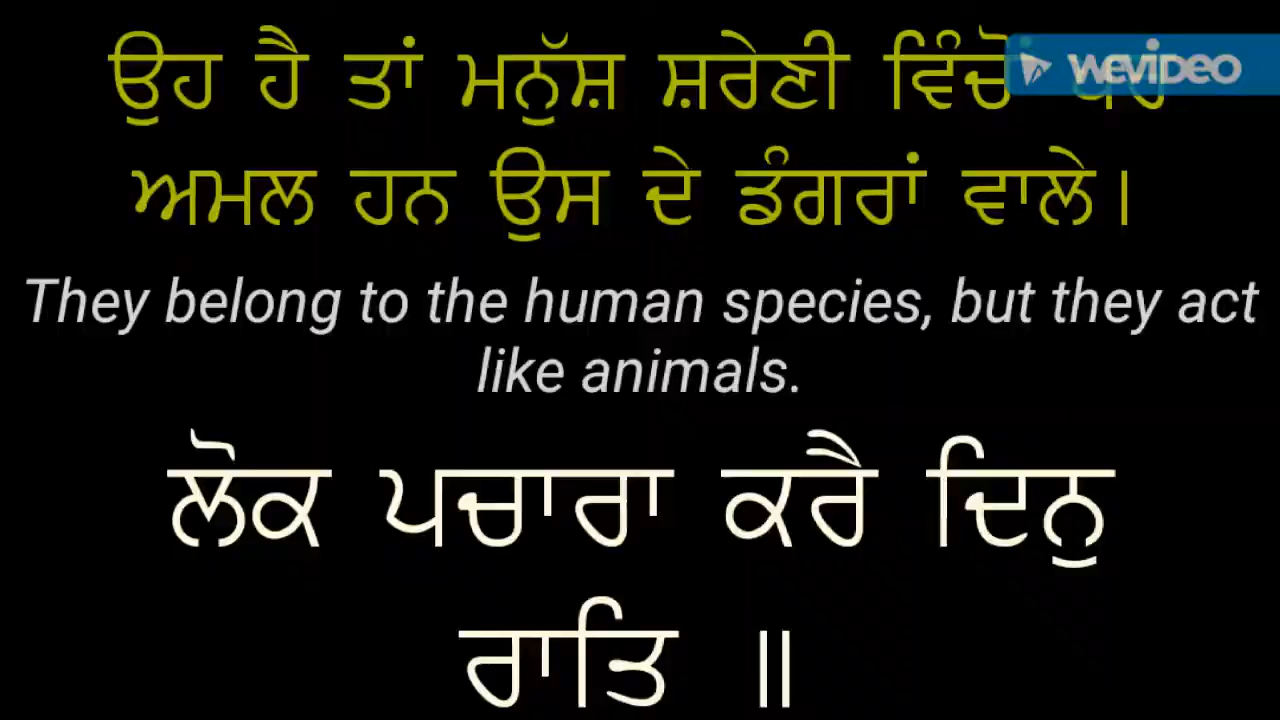 ਉਹ ਹੈ ਤਾਂ ਮਨੁੱਸ਼ ਸ਼ਰੇਣੀ ਵਿੰਚੋਂ
WEVIDEO
ਅਮਲ ਹਨ ਉਸ ਦੇ ਡੰਗਰਾਂ ਵਾਲੇ।
They belong to the human species, but they act
like animals.
ਲੋਕ ਪਚਾਰਾ ਕਰੈ ਦਿਨੁ
ਰਾਤਿ ॥